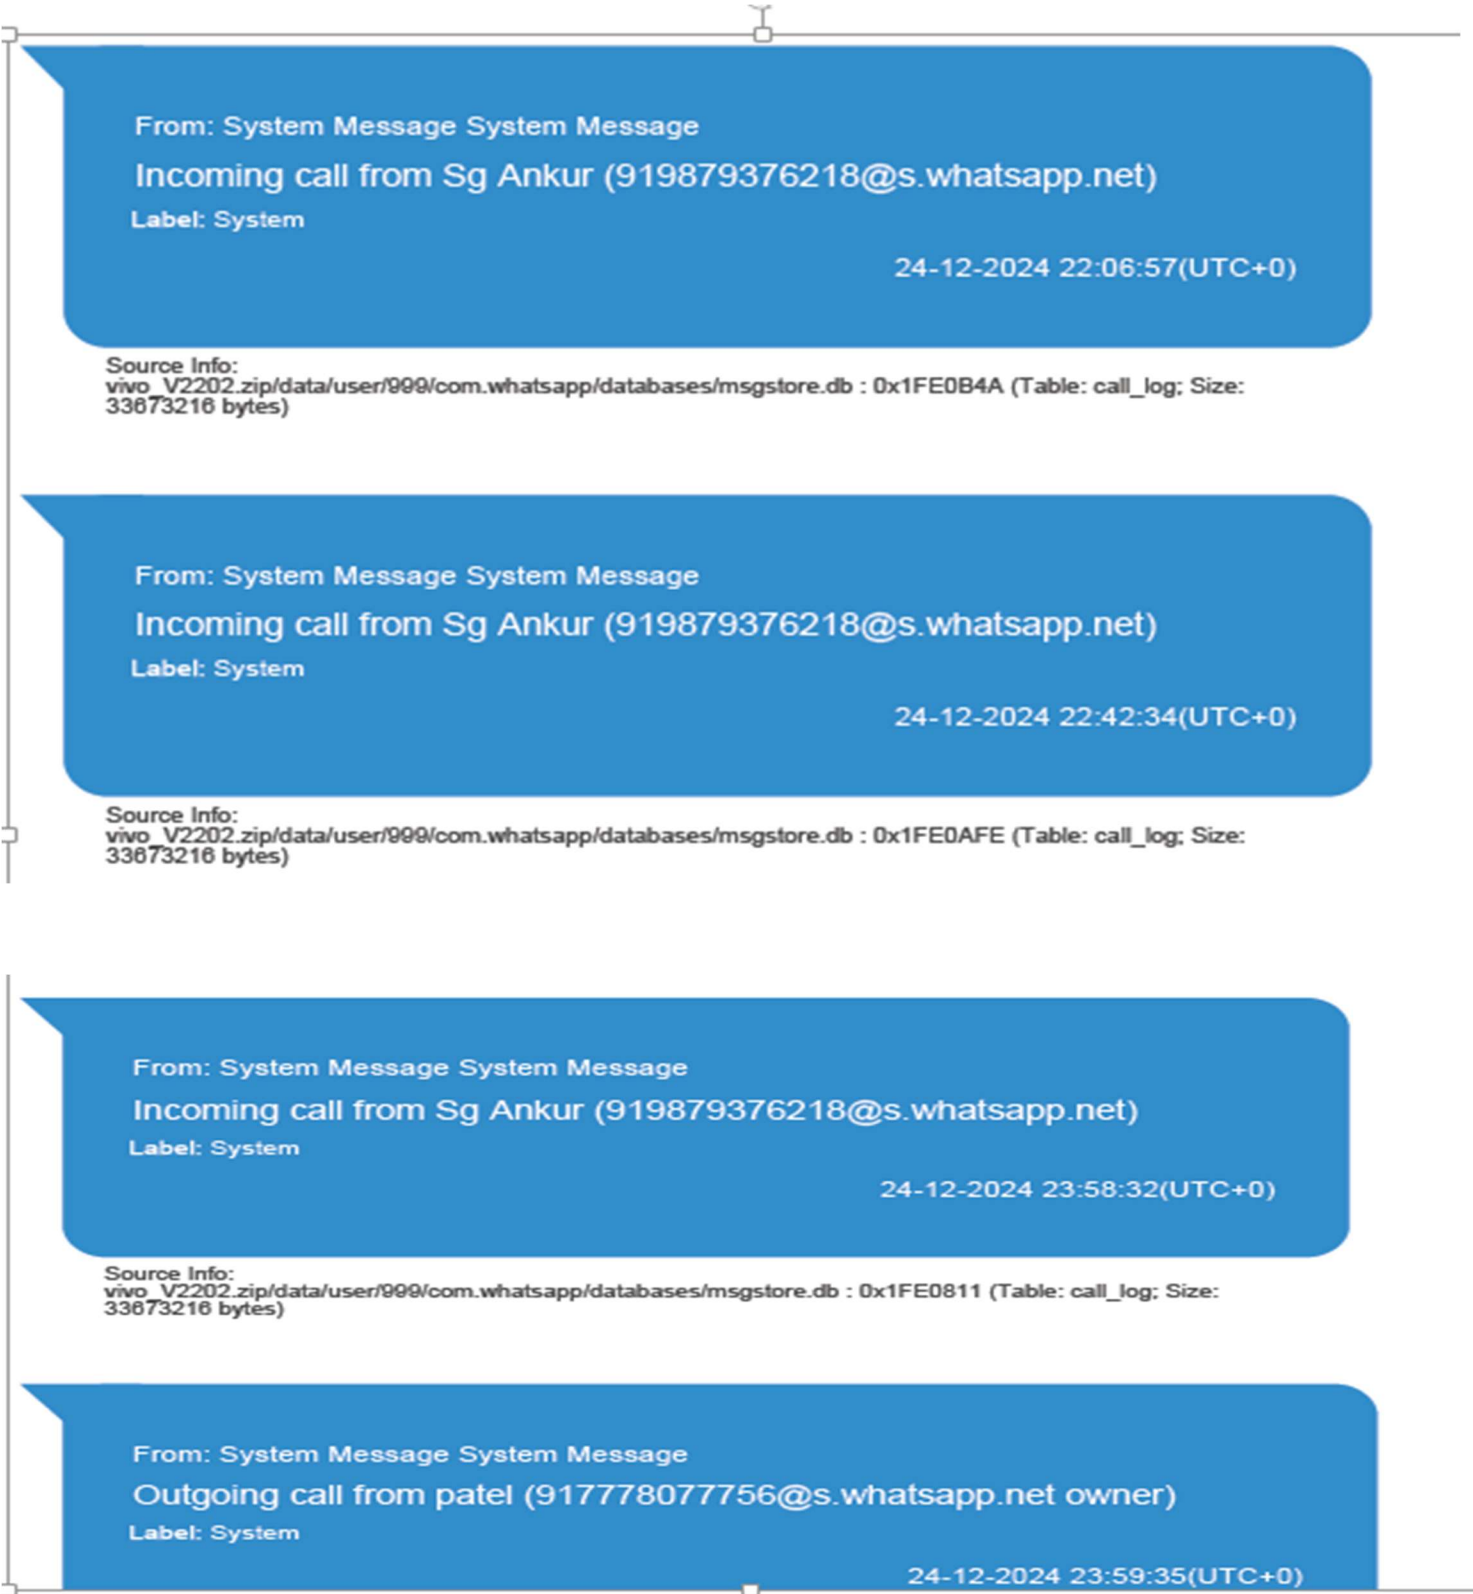 From: System Message System Message
Incoming call from Sg Ankur (919879376218@s.whatsapp.net)
Label: System
24-12-2024 22:06:57(UTC+0)
Source Info:
vivo_V2202.zip/data/user/999/com.whatsapp/databases/msgstore.db : 0x1FE0B4A (Table: call_log; Size:
33673216 bytes)
From: System Message System Message
Incoming call from Sg Ankur (919879376218@s.whatsapp.net)
Label: System
24-12-2024 22:42:34(UTC+0)
Source Info:
vivo_V2202.zip/data/user/999/com.whatsapp/databases/msgstore.db : 0x1FE0AFE (Table: call_log; Size:
33673216 bytes)
From: System Message System Message
Incoming call from Sg Ankur (919879376218@s.whatsapp.net)
Label: System
24-12-2024 23:58:32(UTC+0)
Source Info:
vivo_V2202.zip/data/user/999/com.whatsapp/databases/msgstore.db : 0x1FE0811 (Table: call_log; Size:
33673216 bytes)
From: System Message System Message
Outgoing call from patel (917778077756@s.whatsapp.net owner)
Label: System
24-12-2024 23:59:35(UTC+0)